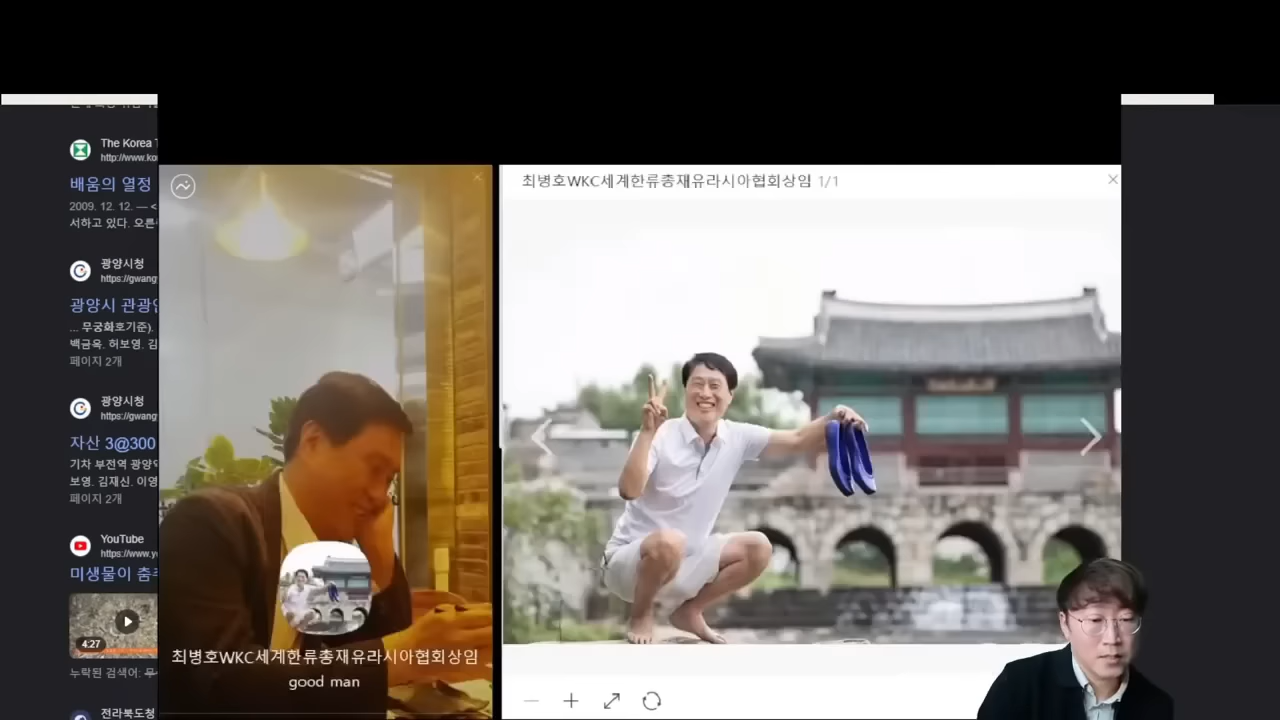 The Korea
http://www.ko
배움의 열정
2009. 12. 12. — <
서하고 있다. 오른
광양시청
https://gwang
광양시 관광안
... 무궁화호기준).
백금옥. 허보영. 김
페이지 2개
광양시청
https://gwang
자산 3@300
기차 부전역 광양역
보영. 김재신. 이영
페이지 2개
YouTube
https://www.y
미생물이 춤추
4:27
누락된 검색어:
전라북도청
최병호WKC세계한류총재유라시아협회상임
good man
최병호WKC세계한류총재유라시아협회상임 1/1